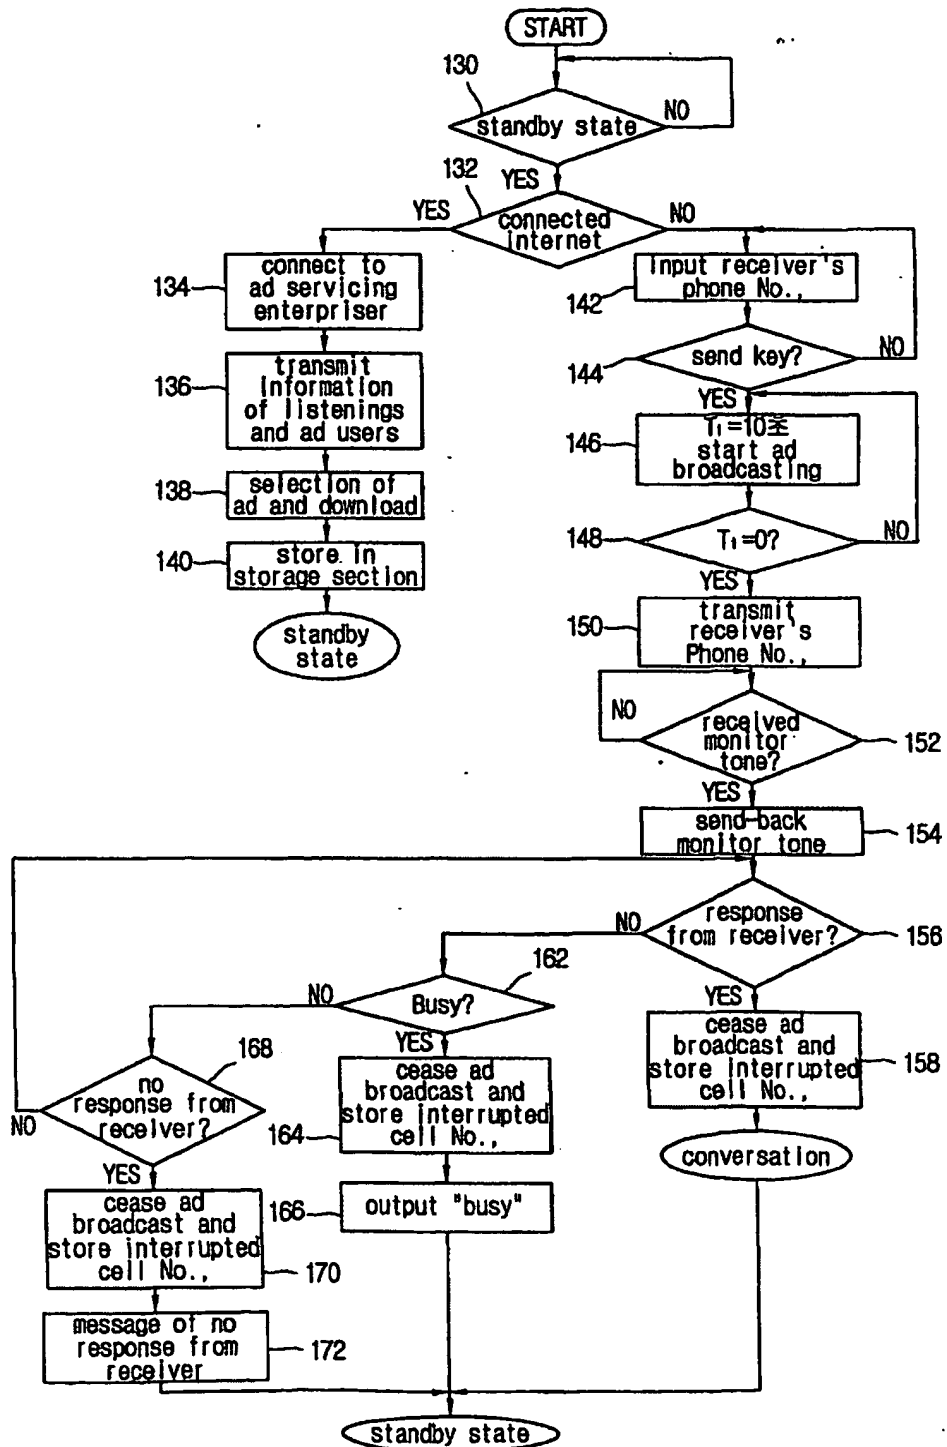 START
130
standby state
NO
YES
132
connected
internet
YES
NO
134
connect to
ad servicing
enterpriser
136
transmit
information
of listenings
and ad users
138
selection of
ad and download
140
store in
storage section
standby
state
Input receiver's
phone No.,
142
send key?
144
NO
YES
T₁=10초
start ad
broadcasting
146
T₁=0?
148
NO
YES
transmit
receiver's
Phone No.,
150
NO
received
monitor
tone?
152
YES
send-back
monitor tone
154
response
from receiver?
156
NO
YES
162
Busy?
NO
YES
cease ad
broadcast and
store interrupted
cell No.,
158
conversation
168
no
response from
receiver?
NO
YES
cease ad
broadcast and
store interrupted
cell No.,
164
output "busy"
166
cease ad
broadcast and
store interrupted
cell No.,
170
message of no
response from
receiver
172
standby state